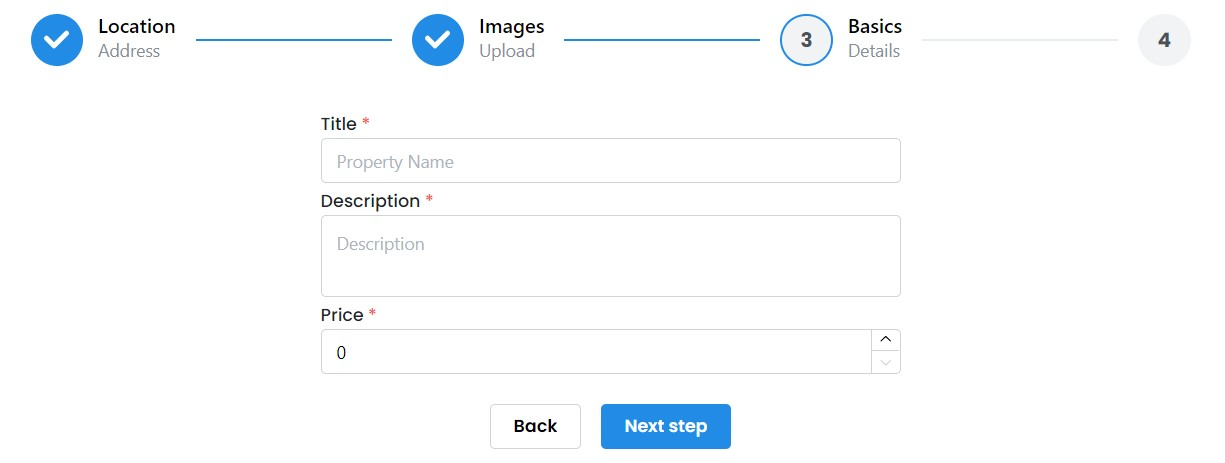 Location
Address
Images
Upload
3
Basics
Details
4
Title *
Property Name
Description *
Description
Price *
0
Back
Next step